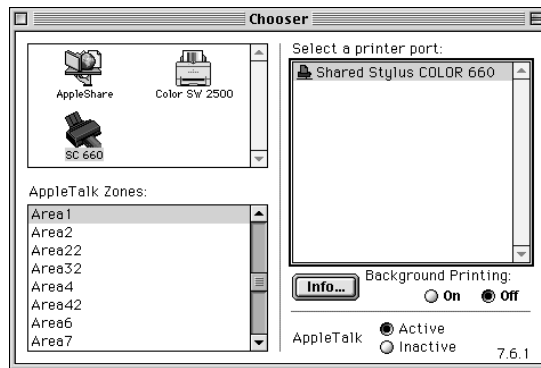 Chooser
AppleShare
Color SW 2500
SC 660
AppleTalk Zones:
Area1
Area2
Area22
Area32
Area4
Area42
Area6
Area7
Select a printer port:
Shared Stylus COLOR 660
Info...
Background Printing:
On Off
AppleTalk
Active
Inactive
7.6.1